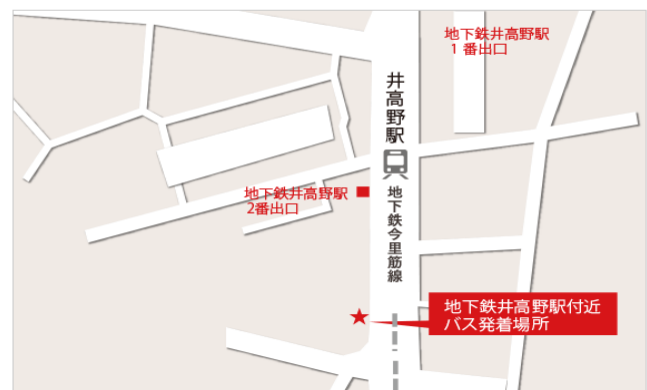 地下鉄井高野駅
1 番出口
井高野駅
地下鉄井高野駅
2番出口
地下鉄今里筋線
地下鉄井高野駅付近
バス発着場所